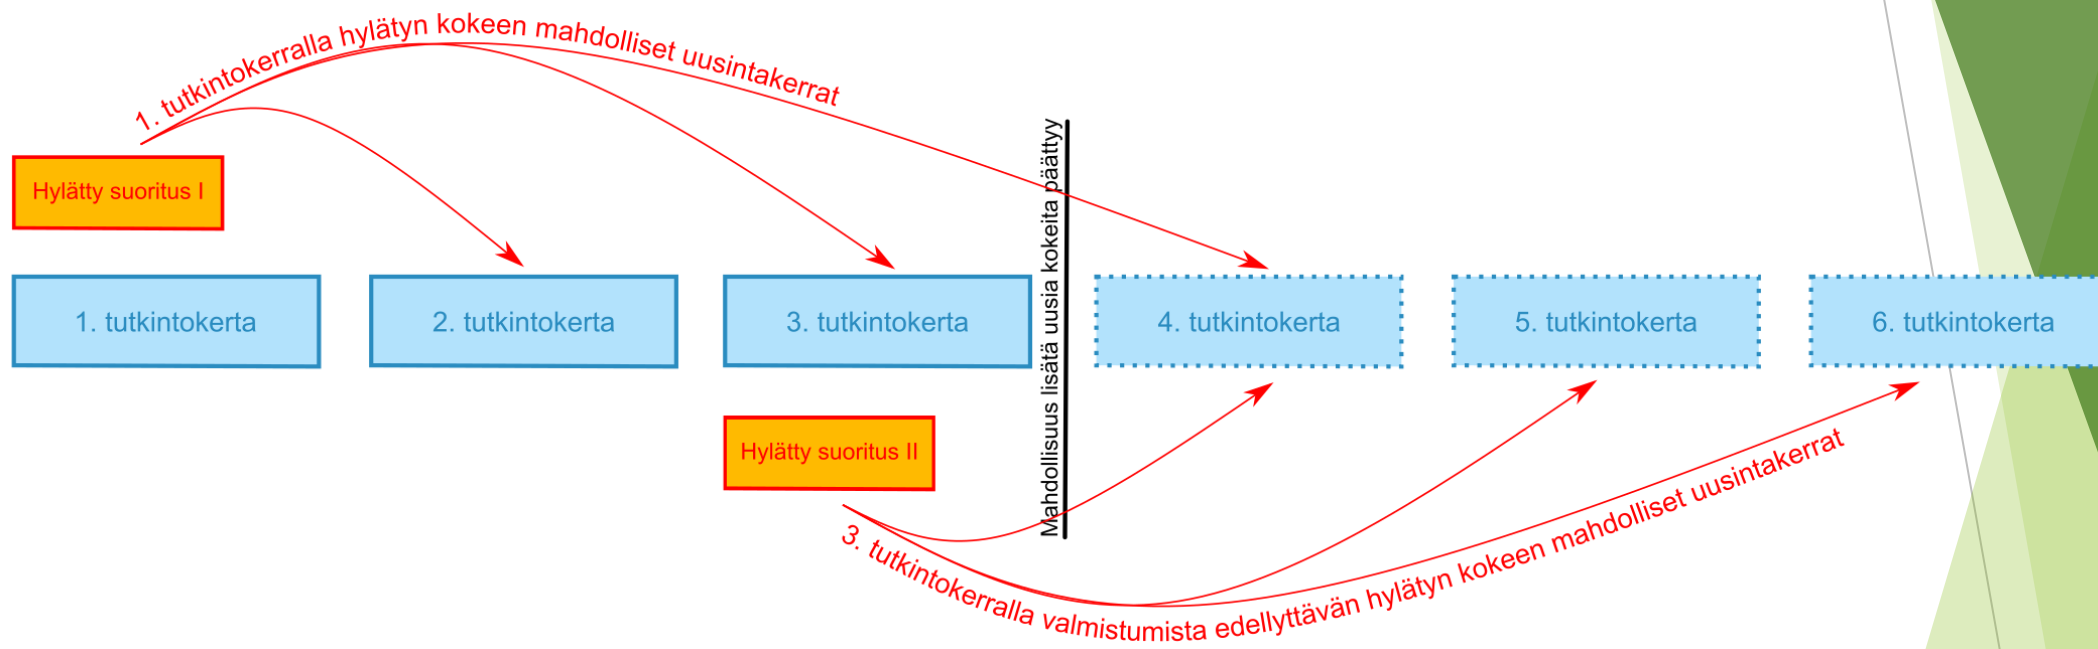 1. tutkintokerralla hylätyn kokeen mahdolliset uusintakerrat
Hylätty suoritus I
Mahdollisuus lisätä uusia kokeita päättyy
1. tutkintokerta
2. tutkintokerta
3. tutkintokerta
4. tutkintokerta
5. tutkintokerta
6. tutkintokerta
Hylätty suoritus II
3. tutkintokerralla valmistumista edellyttävän hylätyn kokeen mahdolliset uusintakerrat